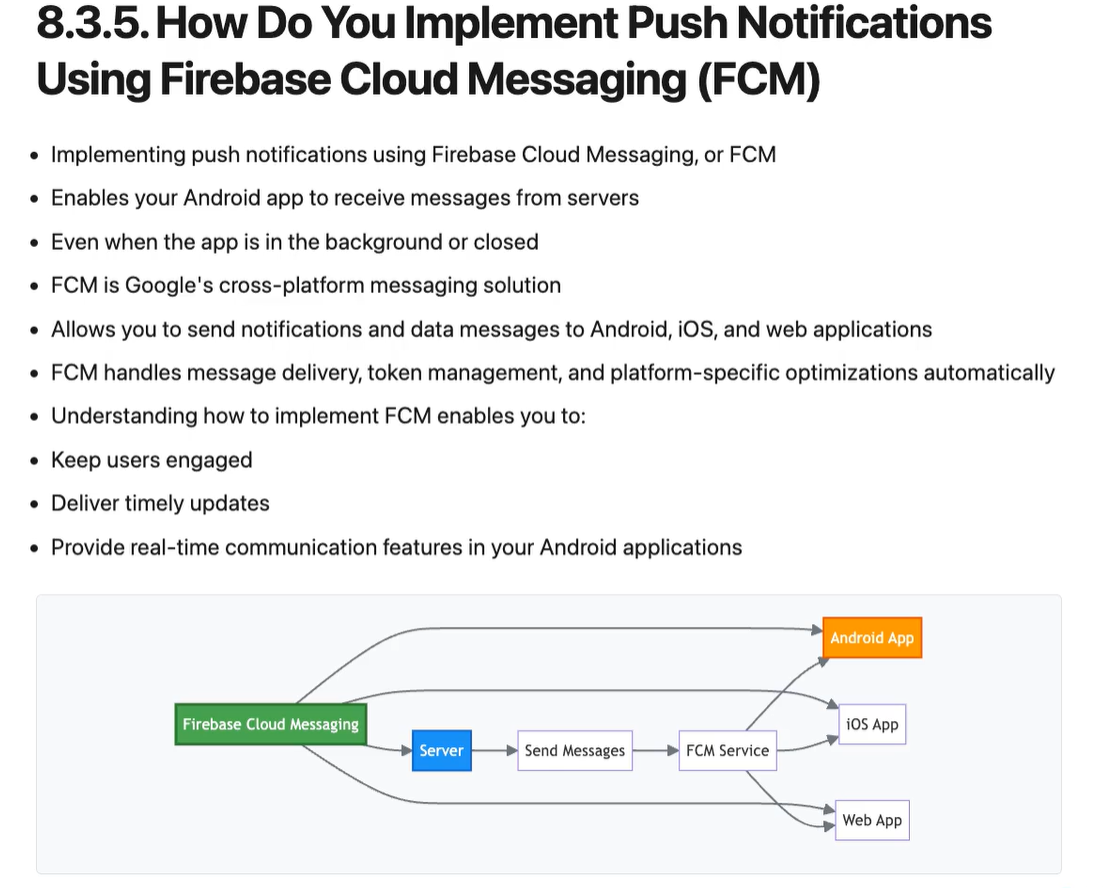 8.3.5. How Do You Implement Push Notifications
Using Firebase Cloud Messaging (FCM)
• Implementing push notifications using Firebase Cloud Messaging, or FCM
• Enables your Android app to receive messages from servers
• Even when the app is in the background or closed
• FCM is Google's cross-platform messaging solution
• Allows you to send notifications and data messages to Android, iOS, and web applications
• FCM handles message delivery, token management, and platform-specific optimizations automatically
• Understanding how to implement FCM enables you to:
• Keep users engaged
• Deliver timely updates
• Provide real-time communication features in your Android applications
Android App
Firebase Cloud Messaging
iOS App
Server
Send Messages
FCM Service
Web App